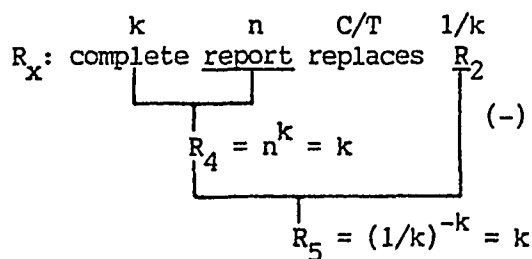 k n C/T 1/k
Rx: complete report replaces R2
(-)
R4 = n^k = k
R5 = (1/k)^-k = k